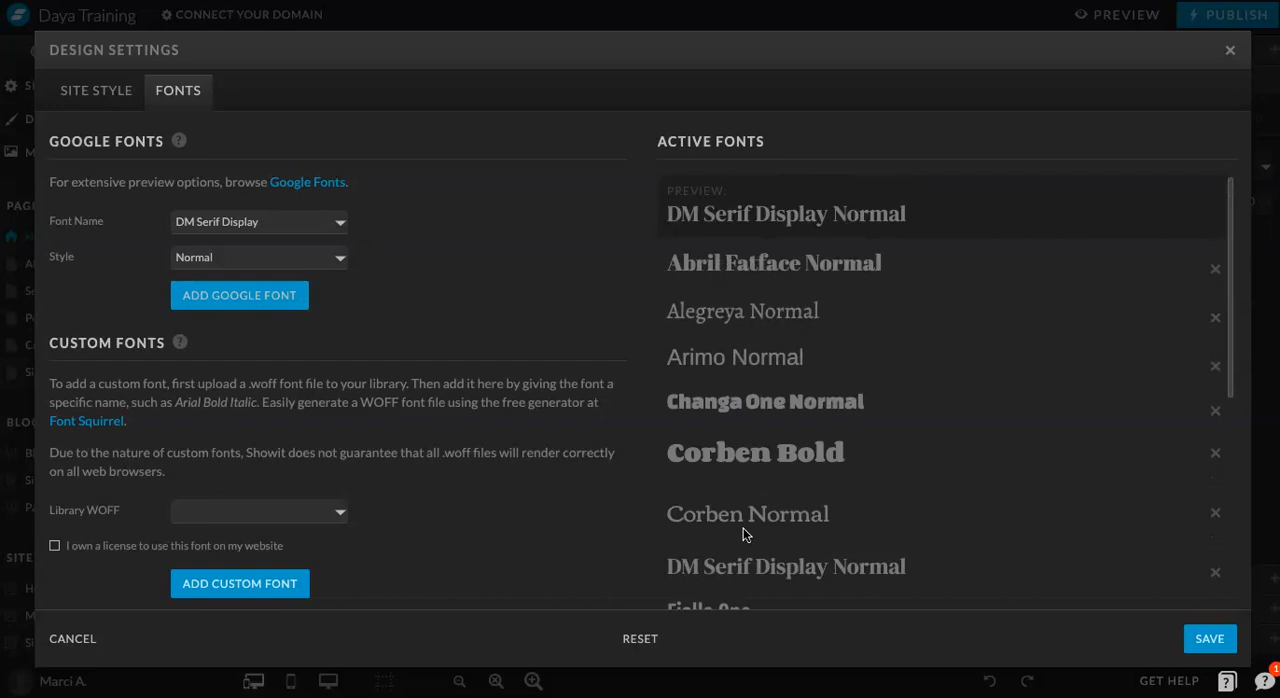 Daya Training
CONNECT YOUR DOMAIN
PREVIEW
PUBLISH
DESIGN SETTINGS
SITE STYLE
FONTS
GOOGLE FONTS
For extensive preview options, browse Google Fonts.
Font Name
DM Serif Display
Style
Normal
ADD GOOGLE FONT
CUSTOM FONTS
To add a custom font, first upload a .woff font file to your library. Then add it here by giving the font a
specific name, such as Arial Bold Italic. Easily generate a WOFF font file using the free generator at
Font Squirrel.
Due to the nature of custom fonts, Showit does not guarantee that all .woff files will render correctly
on all web browsers.
Library WOFF
I own a license to use this font on my website
ADD CUSTOM FONT
ACTIVE FONTS
PREVIEW:
DM Serif Display Normal
Abril Fatface Normal
Alegreya Normal
Arimo Normal
Changa One Normal
Corben Bold
Corben Normal
DM Serif Display Normal
CANCEL
RESET
SAVE
Marci A.
GET HELP
1